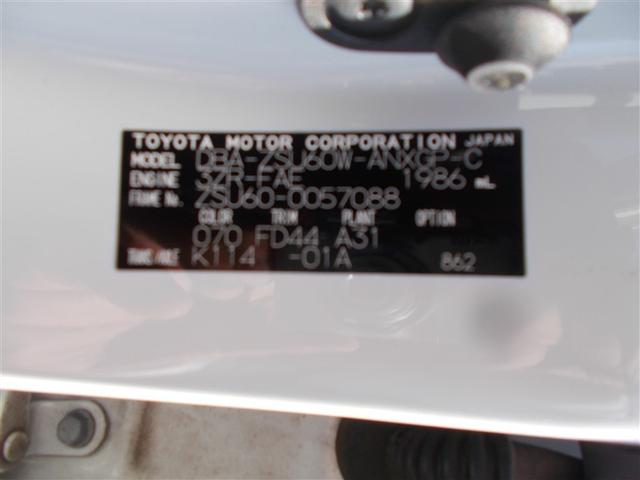 TOYOTA MOTOR CORPORATION JAPAN
MODEL DBA-ZSU60W-ANXGP-C
ENGINE 3ZR-FAE 1986 mL
FRAME No. ZSU60-0057088
COLOR TRIM PLANT OPTION
070 FD44 A31
TRANS/AXLE K114 -01A 862